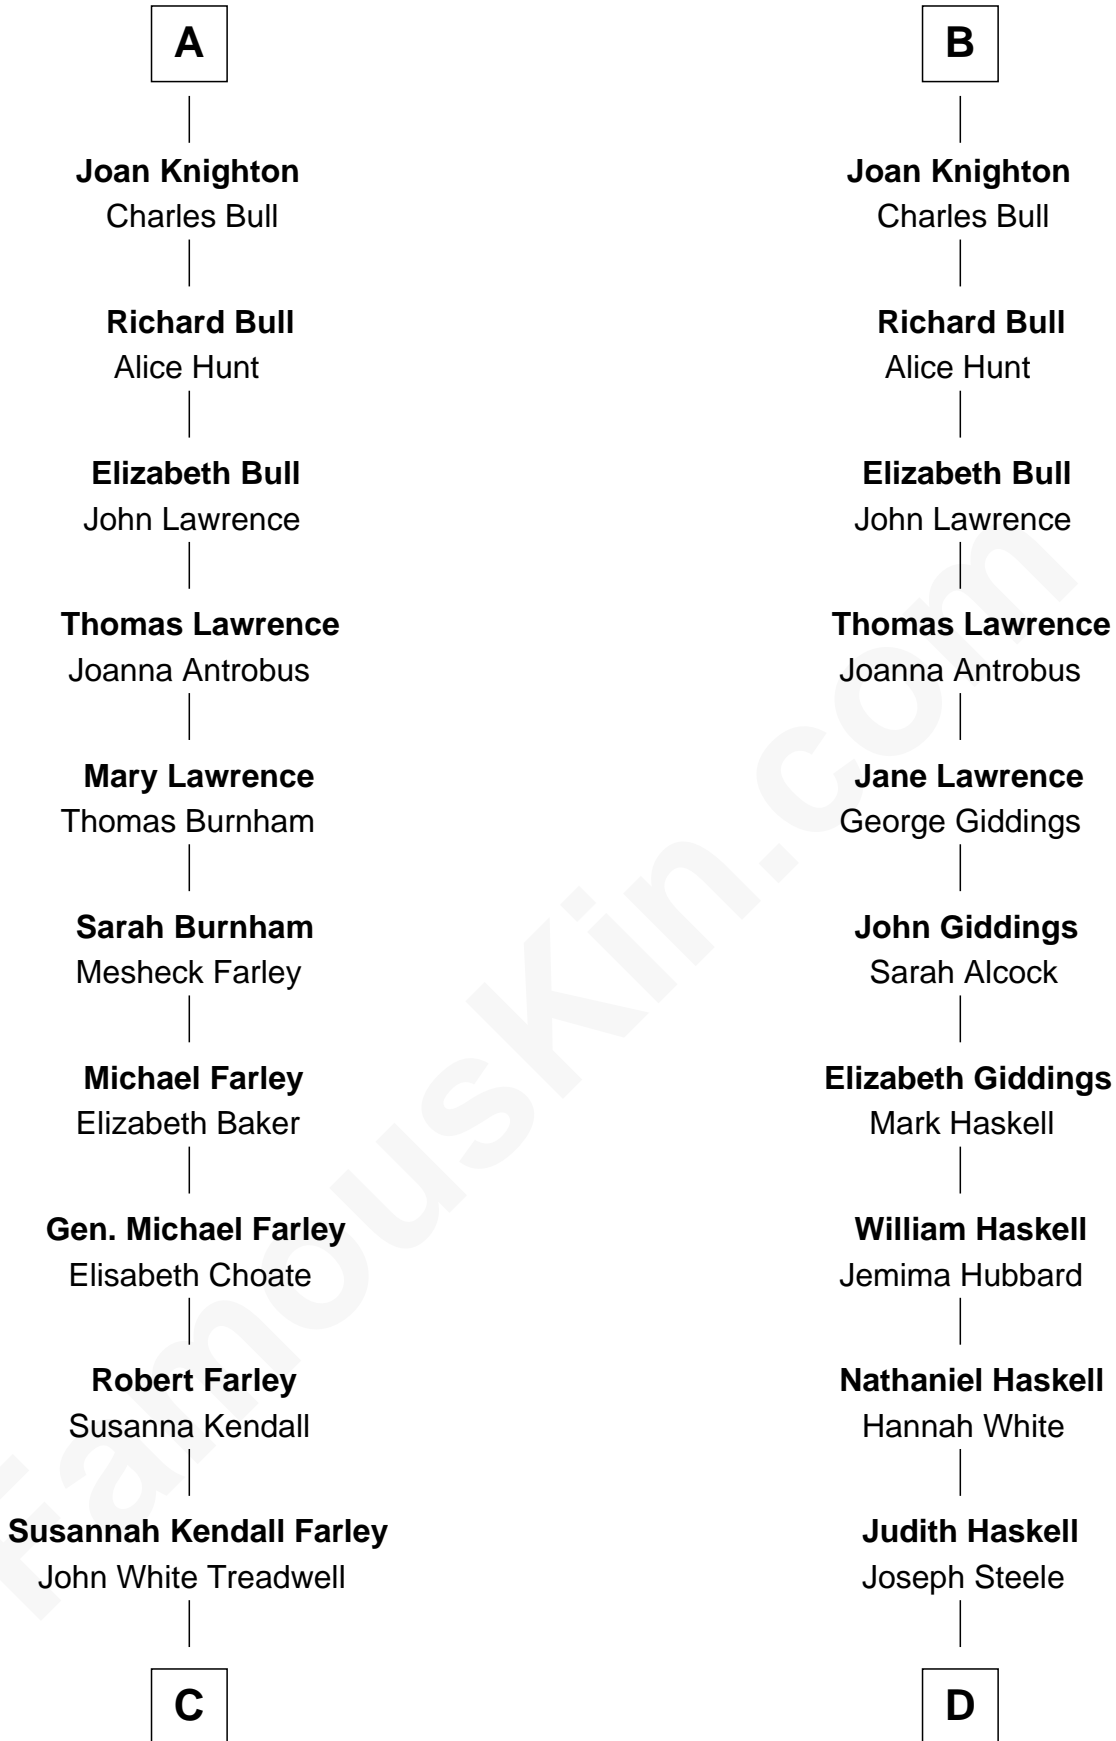 A
Joan Knighton
Charles Bull
Richard Bull
Alice Hunt
Elizabeth Bull
John Lawrence
Thomas Lawrence
Joanna Antrobus
Mary Lawrence
Thomas Burnham
Sarah Burnham
Mesheck Farley
Michael Farley
Elizabeth Baker
Gen. Michael Farley
Elisabeth Choate
Robert Farley
Susanna Kendall
Susannah Kendall Farley
John White Treadwell
C
B
Joan Knighton
Charles Bull
Richard Bull
Alice Hunt
Elizabeth Bull
John Lawrence
Thomas Lawrence
Joanna Antrobus
Jane Lawrence
George Giddings
John Giddings
Sarah Alcock
Elizabeth Giddings
Mark Haskell
William Haskell
Jemima Hubbard
Nathaniel Haskell
Hannah White
Judith Haskell
Joseph Steele
D
FamousKin.com